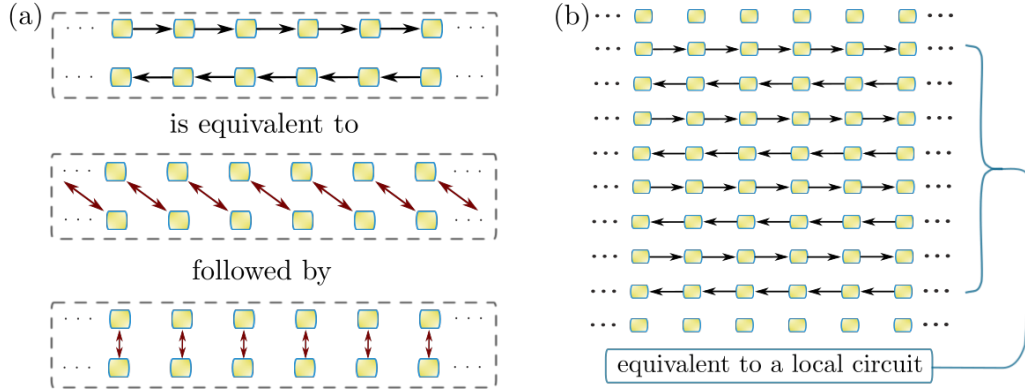 (a)
is equivalent to
followed by
(b)
equivalent to a local circuit